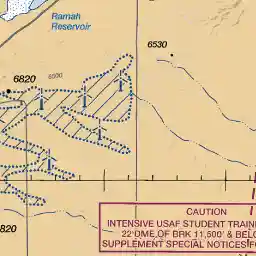 Ramah
Reservoir
6530
6820
6500
6820
CAUTION
INTENSIVE USAF STUDENT TRAIN
22 DME OF BRK 11,500' & BELO
SUPPLEMENT SPECIAL NOTICES FO